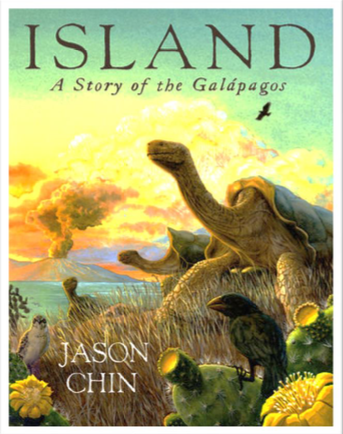 ISLAND
A Story of the Galápagos
JASON
CHIN